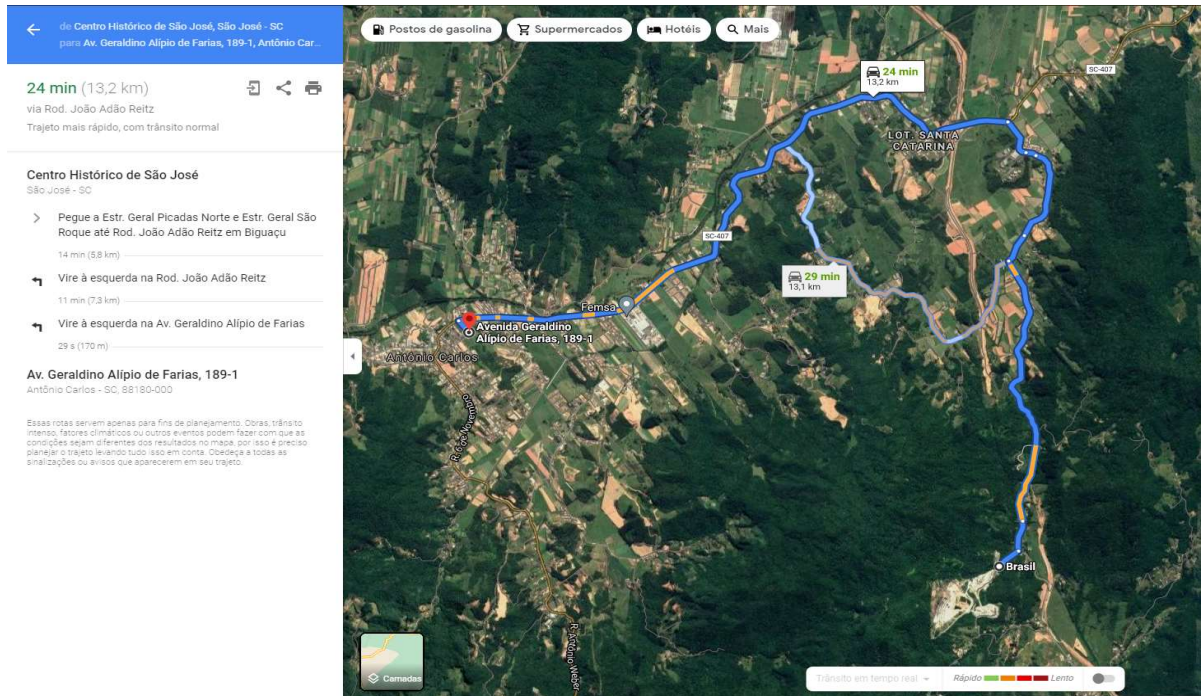 de Centro Histórico de São José, São José - SC
para Av. Geraldino Alípio de Farias, 189-1, Antônio Car...
24 min (13,2 km)
via Rod. João Adão Reitz
Trajeto mais rápido, com trânsito normal
Centro Histórico de São José
São José - SC
Pegue a Estr. Geral Picadas Norte e Estr. Geral São
Roque até Rod. João Adão Reitz em Biguaçu
14 min (5,8 km)
Vire à esquerda na Rod. João Adão Reitz
11 min (7,3 km)
Vire à esquerda na Av. Geraldino Alípio de Farias
29 s (170 m)
Av. Geraldino Alípio de Farias, 189-1
Antônio Carlos - SC, 88180-000
Essas rotas servem apenas para fins de planejamento. Obras, trânsito
intenso, fatores climáticos ou outros eventos podem fazer com que as
condições sejam diferentes dos resultados no mapa, por isso é preciso
planejar o trajeto levando tudo isso em conta. Obedeça a todas as
sinalizações ou avisos que aparecerem em seu trajeto.
Postos de gasolina
Supermercados
Hotéis
Mais
24 min
13,2 km
SC-407
LOT. SANTA
CATARINA
SC-407
29 min
13,1 km
Femsa
Avenida Geraldino
Alípio de Farias, 189-1
Antônio Carlos
R. 6 de Novembro
Brasil
R. Antônio Weber
Camadas
Trânsito em tempo real
Rápido
Lento